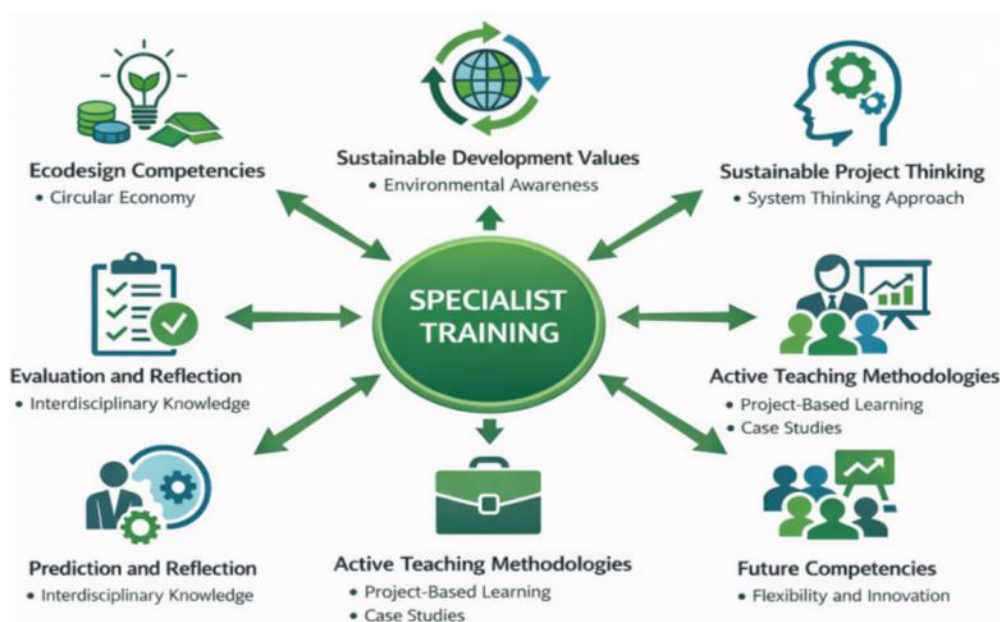 Ecodesign Competencies
• Circular Economy
Sustainable Development Values
• Environmental Awareness
Sustainable Project Thinking
• System Thinking Approach
SPECIALIST
TRAINING
Evaluation and Reflection
• Interdisciplinary Knowledge
Active Teaching Methodologies
• Project-Based Learning
• Case Studies
Prediction and Reflection
• Interdisciplinary Knowledge
Active Teaching Methodologies
• Project-Based Learning
• Case Studies
Future Competencies
• Flexibility and Innovation